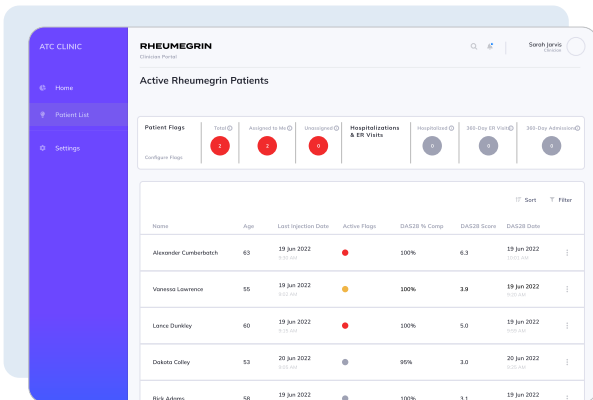 ATC CLINIC
Home
Patient List
Settings
RHEUMEGRIN
Clinician Portal
Sarah Jarvis
Clinician
Active Rheumegrin Patients
Patient Flags
Configure Flags
Total
2
Assigned to Me
2
Unassigned
0
Hospitalizations
& ER Visits
Hospitalized
0
360-Day ER Visits
0
360-Day Admissions
0
Sort Filter
Name Age Last Injection Date Active Flags DAS28 % Comp DAS28 Score DAS28 Date
Alexander Cumberbatch 63 19 Jun 2022 100% 6.3 19 Jun 2022
Vanessa Lawrence 55 19 Jun 2022 100% 3.9 19 Jun 2022
Lance Dunkley 60 19 Jun 2022 100% 5.0 19 Jun 2022
Dakota Colley 53 20 Jun 2022 95% 3.0 20 Jun 2022
Rick Adams 58 19 Jun 2022 100% 3.1 19 Jun 2022